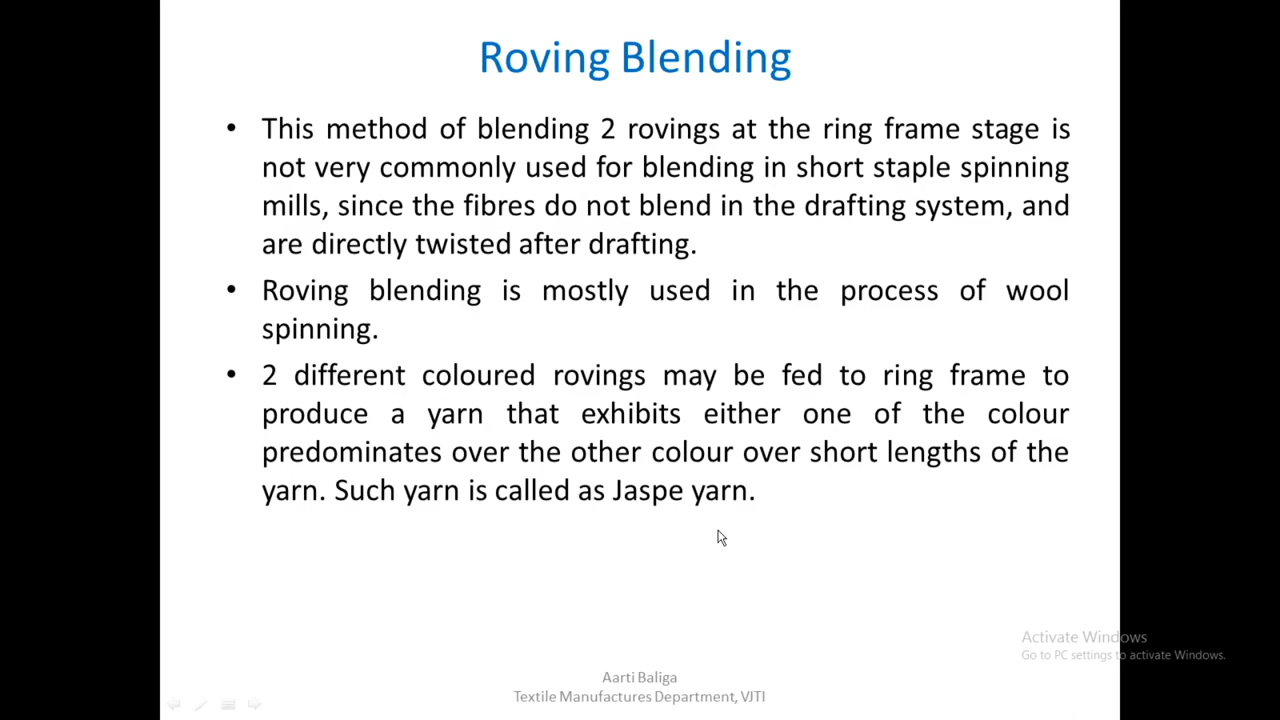 Roving Blending
• This method of blending 2 rovings at the ring frame stage is
not very commonly used for blending in short staple spinning
mills, since the fibres do not blend in the drafting system, and
are directly twisted after drafting.
• Roving blending is mostly used in the process of wool
spinning.
• 2 different coloured rovings may be fed to ring frame to
produce a yarn that exhibits either one of the colour
predominates over the other colour over short lengths of the
yarn. Such yarn is called as Jaspe yarn.
Activate Windows
Go to PC settings to activate Windows.
Aarti Baliga
Textile Manufactures Department, VJTI